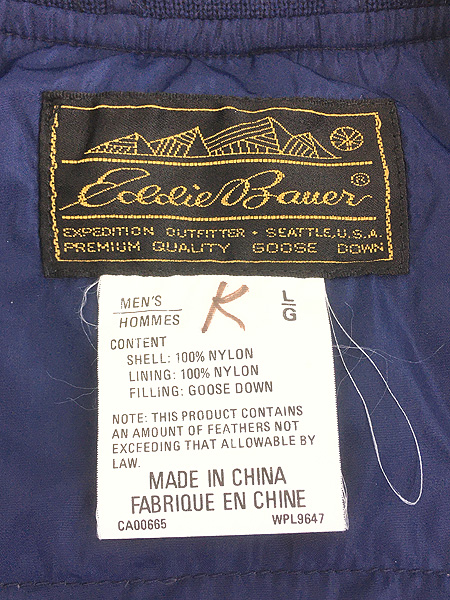 Eddie Bauer®
EXPEDITION OUTFITTER • SEATTLE, U.S.A.
PREMIUM QUALITY GOOSE DOWN
MEN'S
HOMMES
K
L
G
CONTENT
SHELL: 100% NYLON
LINING: 100% NYLON
FILLING: GOOSE DOWN
NOTE: THIS PRODUCT CONTAINS
AN AMOUNT OF FEATHERS NOT
EXCEEDING THAT ALLOWABLE BY
LAW.
MADE IN CHINA
FABRIQUE EN CHINE
CA00665 WPL9647